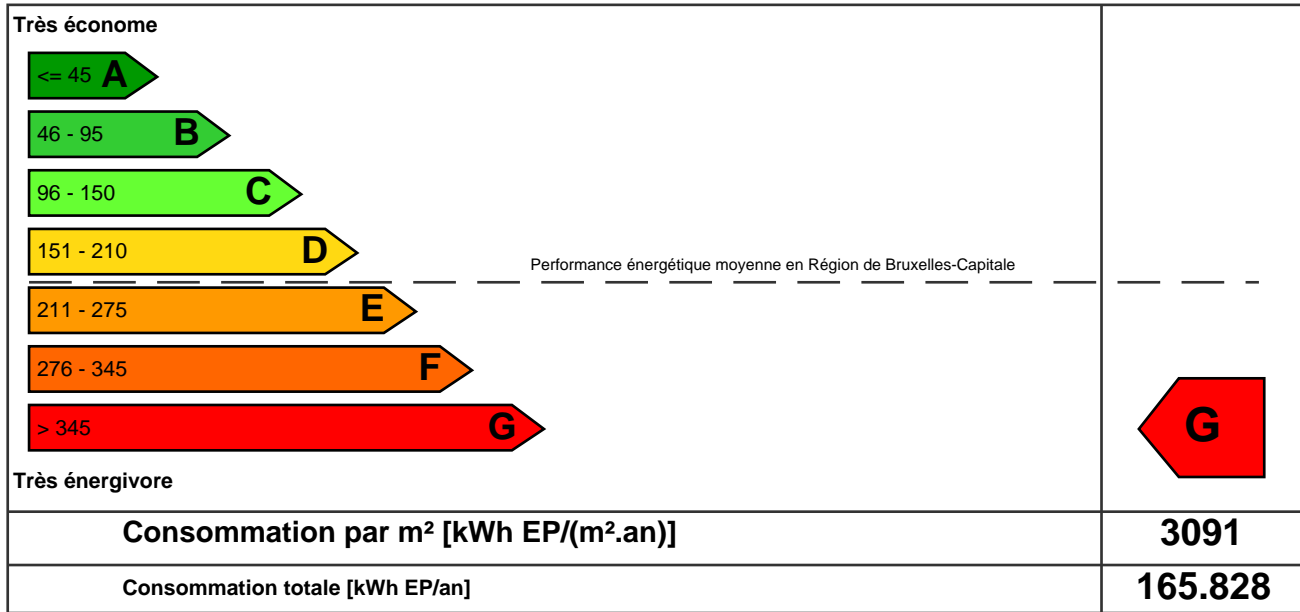 Très économe
<= 45 A
46 - 95 B
96 - 150 C
151 - 210 D
Performance énergétique moyenne en Région de Bruxelles-Capitale
211 - 275 E
276 - 345 F
> 345 G
G
Très énergivore
Consommation par m² [kWh EP/(m².an)] 3091
Consommation totale [kWh EP/an] 165.828